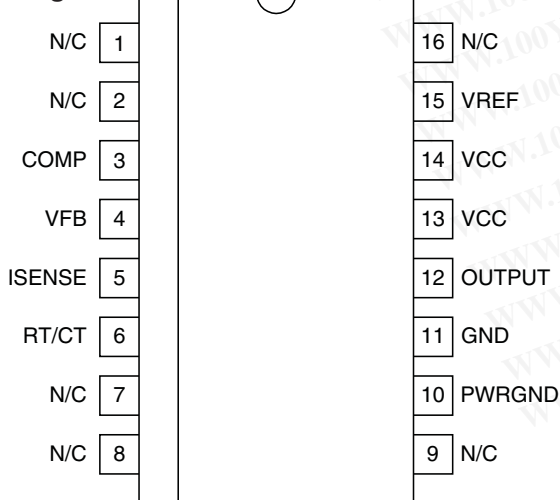 N/C 1 16 N/C
N/C 2 15 VREF
COMP 3 14 VCC
VFB 4 13 VCC
ISENSE 5 12 OUTPUT
RT/CT 6 11 GND
N/C 7 10 PWRGND
N/C 8 9 N/C